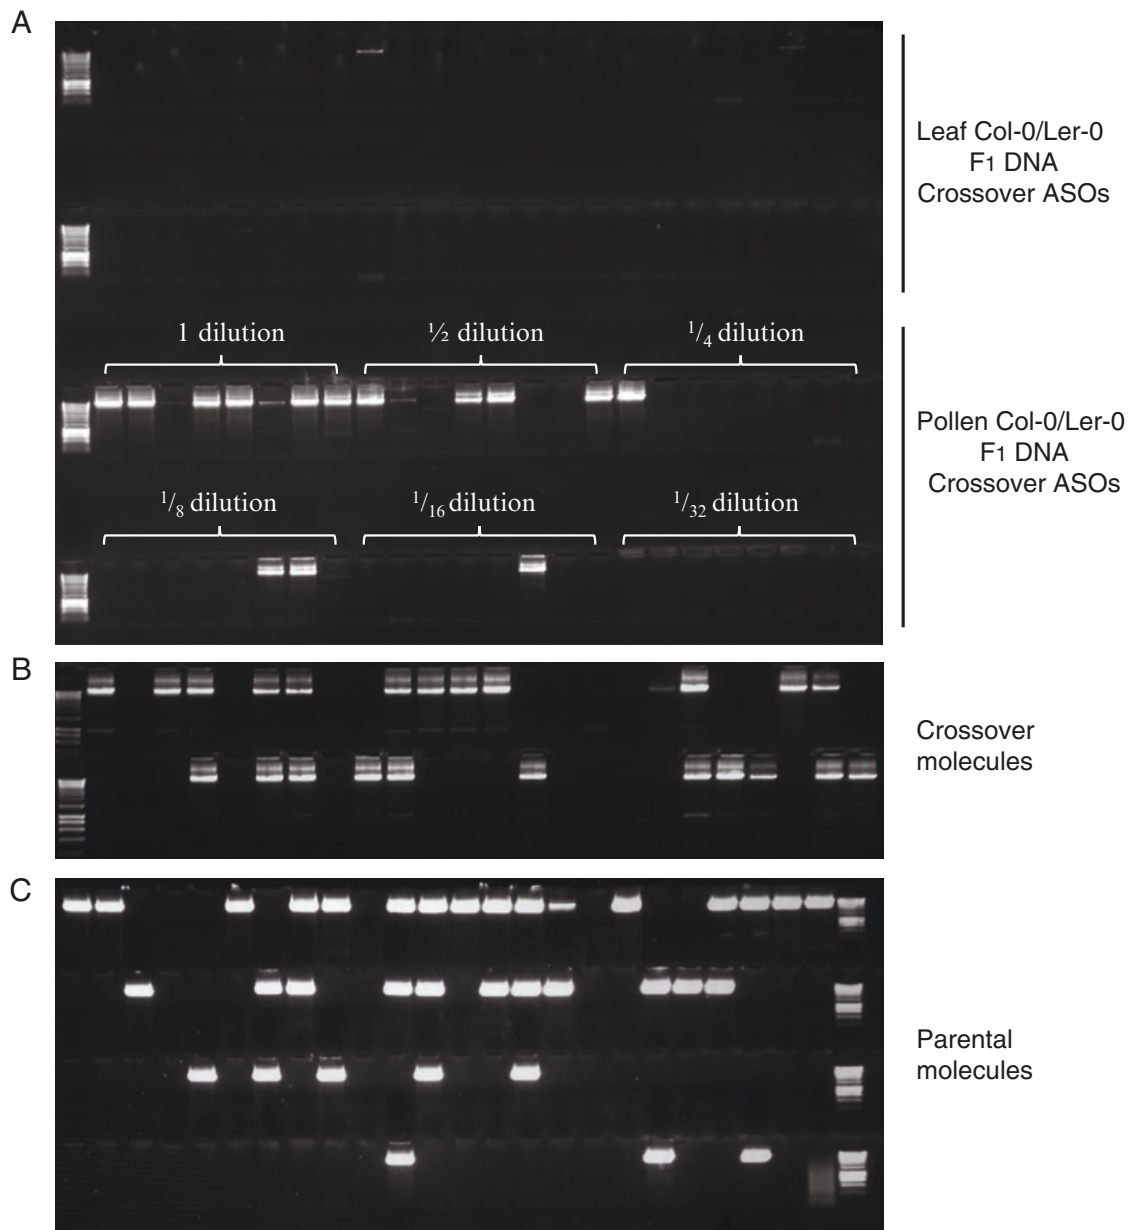 A
Leaf Col-0/Ler-0
F1 DNA
Crossover ASOs
1 dilution
½ dilution
1/4 dilution
Pollen Col-0/Ler-0
F1 DNA
Crossover ASOs
1/8 dilution
1/16 dilution
1/32 dilution
B
Crossover
molecules
C
Parental
molecules